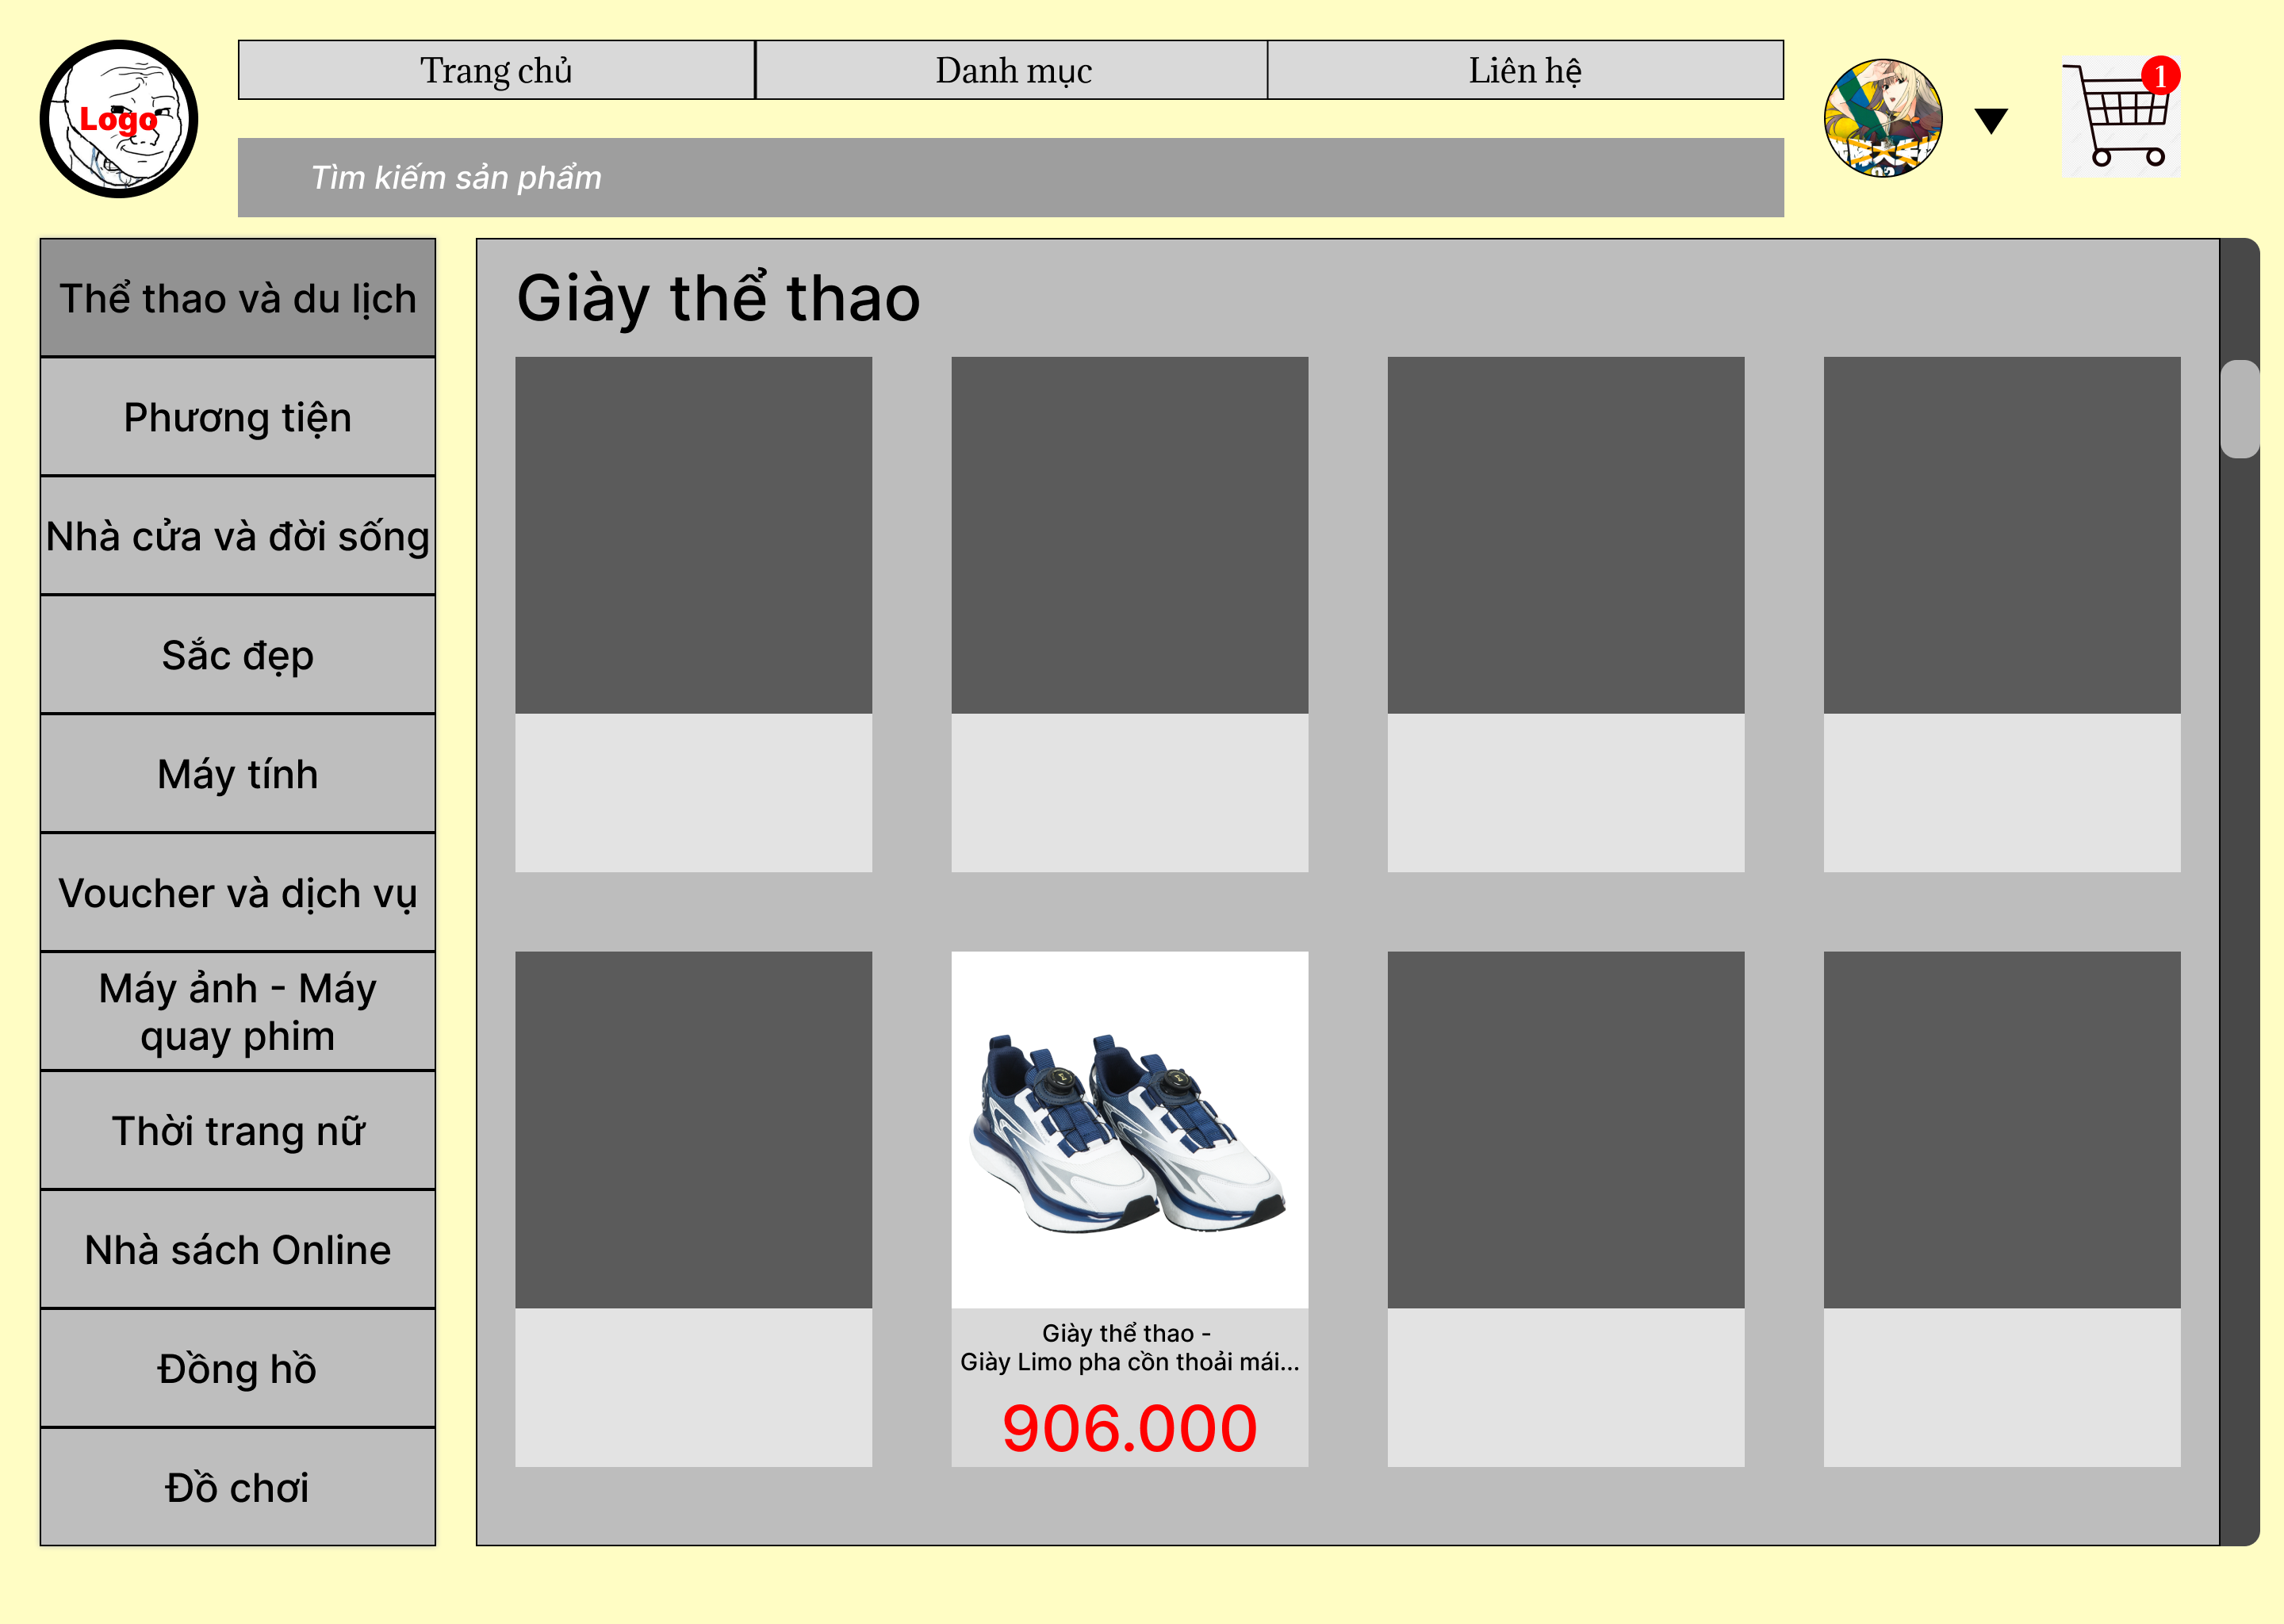 Logo
Trang chủ
Danh mục
Liên hệ
1
Tìm kiếm sản phẩm
Thể thao và du lịch
Phương tiện
Nhà cửa và đời sống
Sắc đẹp
Máy tính
Voucher và dịch vụ
Máy ảnh - Máy
quay phim
Thời trang nữ
Nhà sách Online
Đồng hồ
Đồ chơi
Giày thể thao
Giày thể thao -
Giày Limo pha cồn thoải mái...
906.000